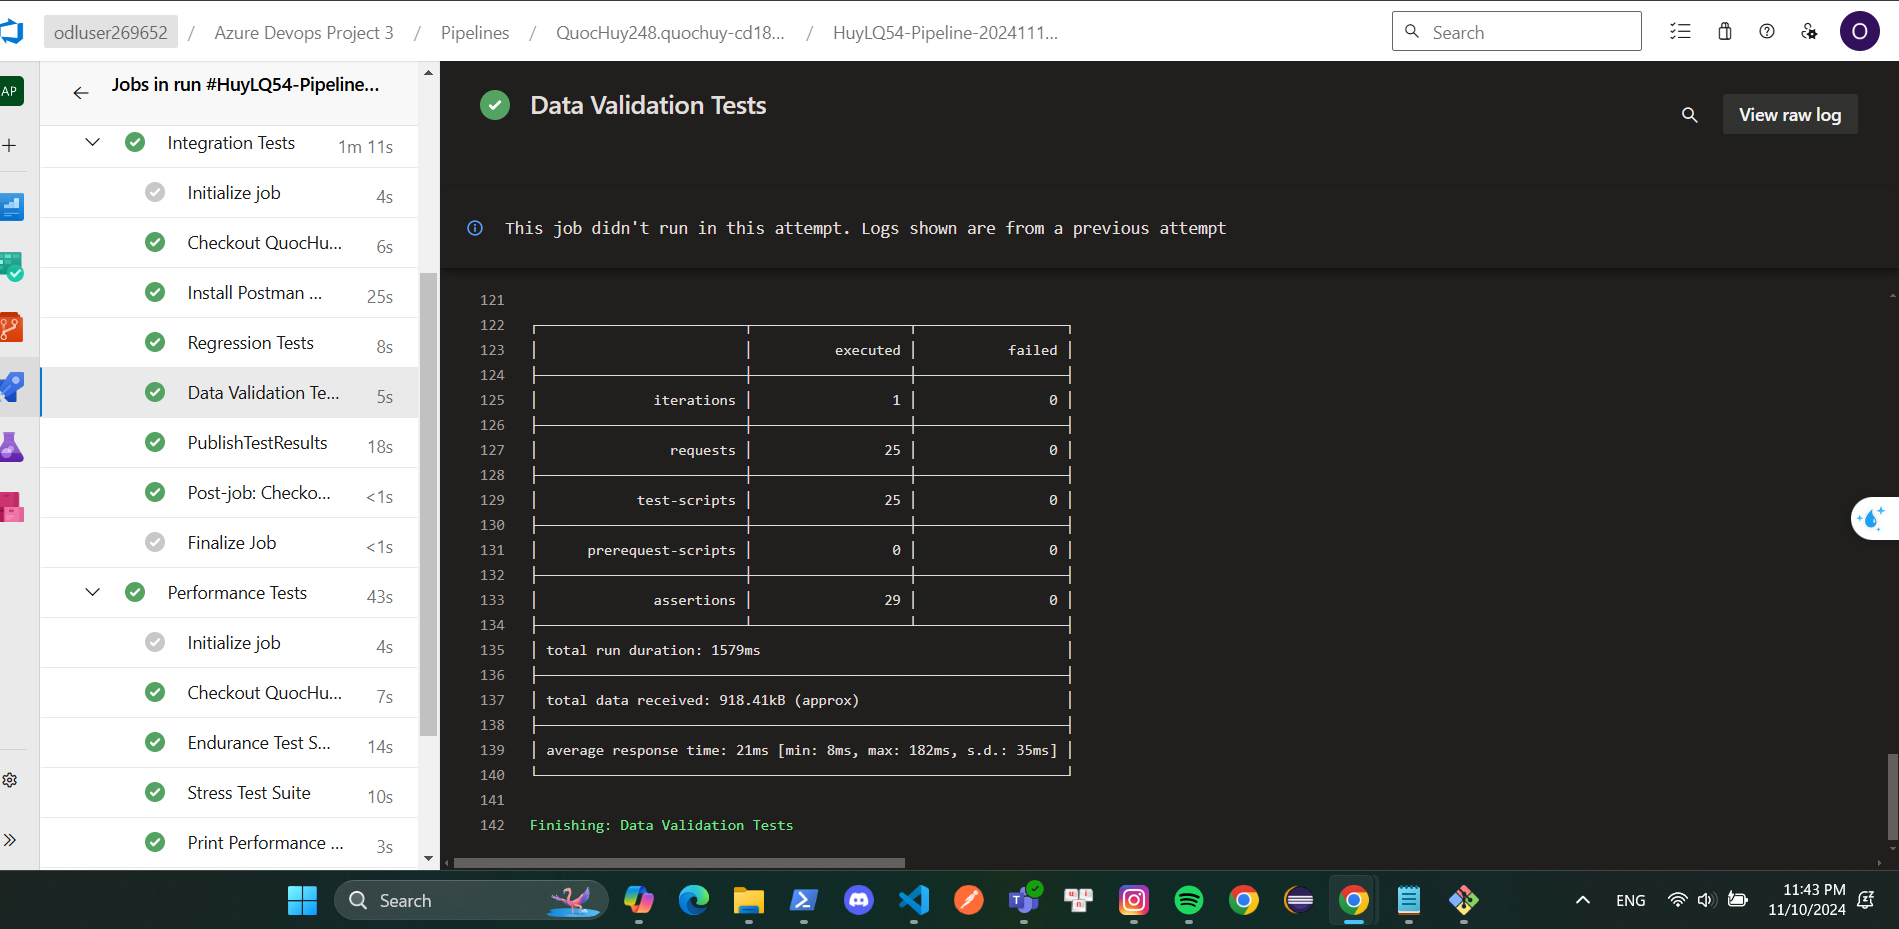 odluser269652 / Azure Devops Project 3 / Pipelines / QuocHuy248.quochuy-cd18... / HuyLQ54-Pipeline-2024111...
Search
O
AP
Jobs in run #HuyLQ54-Pipeline...
Integration Tests 1m 11s
Initialize job 4s
Checkout QuocHu... 6s
Install Postman ... 25s
Regression Tests 8s
Data Validation Te... 5s
PublishTestResults 18s
Post-job: Checko... <1s
Finalize Job <1s
Performance Tests 43s
Initialize job 4s
Checkout QuocHu... 7s
Endurance Test S... 14s
Stress Test Suite 10s
Print Performance ... 3s
Data Validation Tests
View raw log
This job didn't run in this attempt. Logs shown are from a previous attempt
121
122
123 executed failed
124
125 iterations 1 0
126
127 requests 25 0
128
129 test-scripts 25 0
130
131 prerequest-scripts 0 0
132
133 assertions 29 0
134
135 total run duration: 1579ms
136
137 total data received: 918.41kB (approx)
138
139 average response time: 21ms [min: 8ms, max: 182ms, s.d.: 35ms]
140
141
142 Finishing: Data Validation Tests
Search
ENG
11:43 PM
11/10/2024